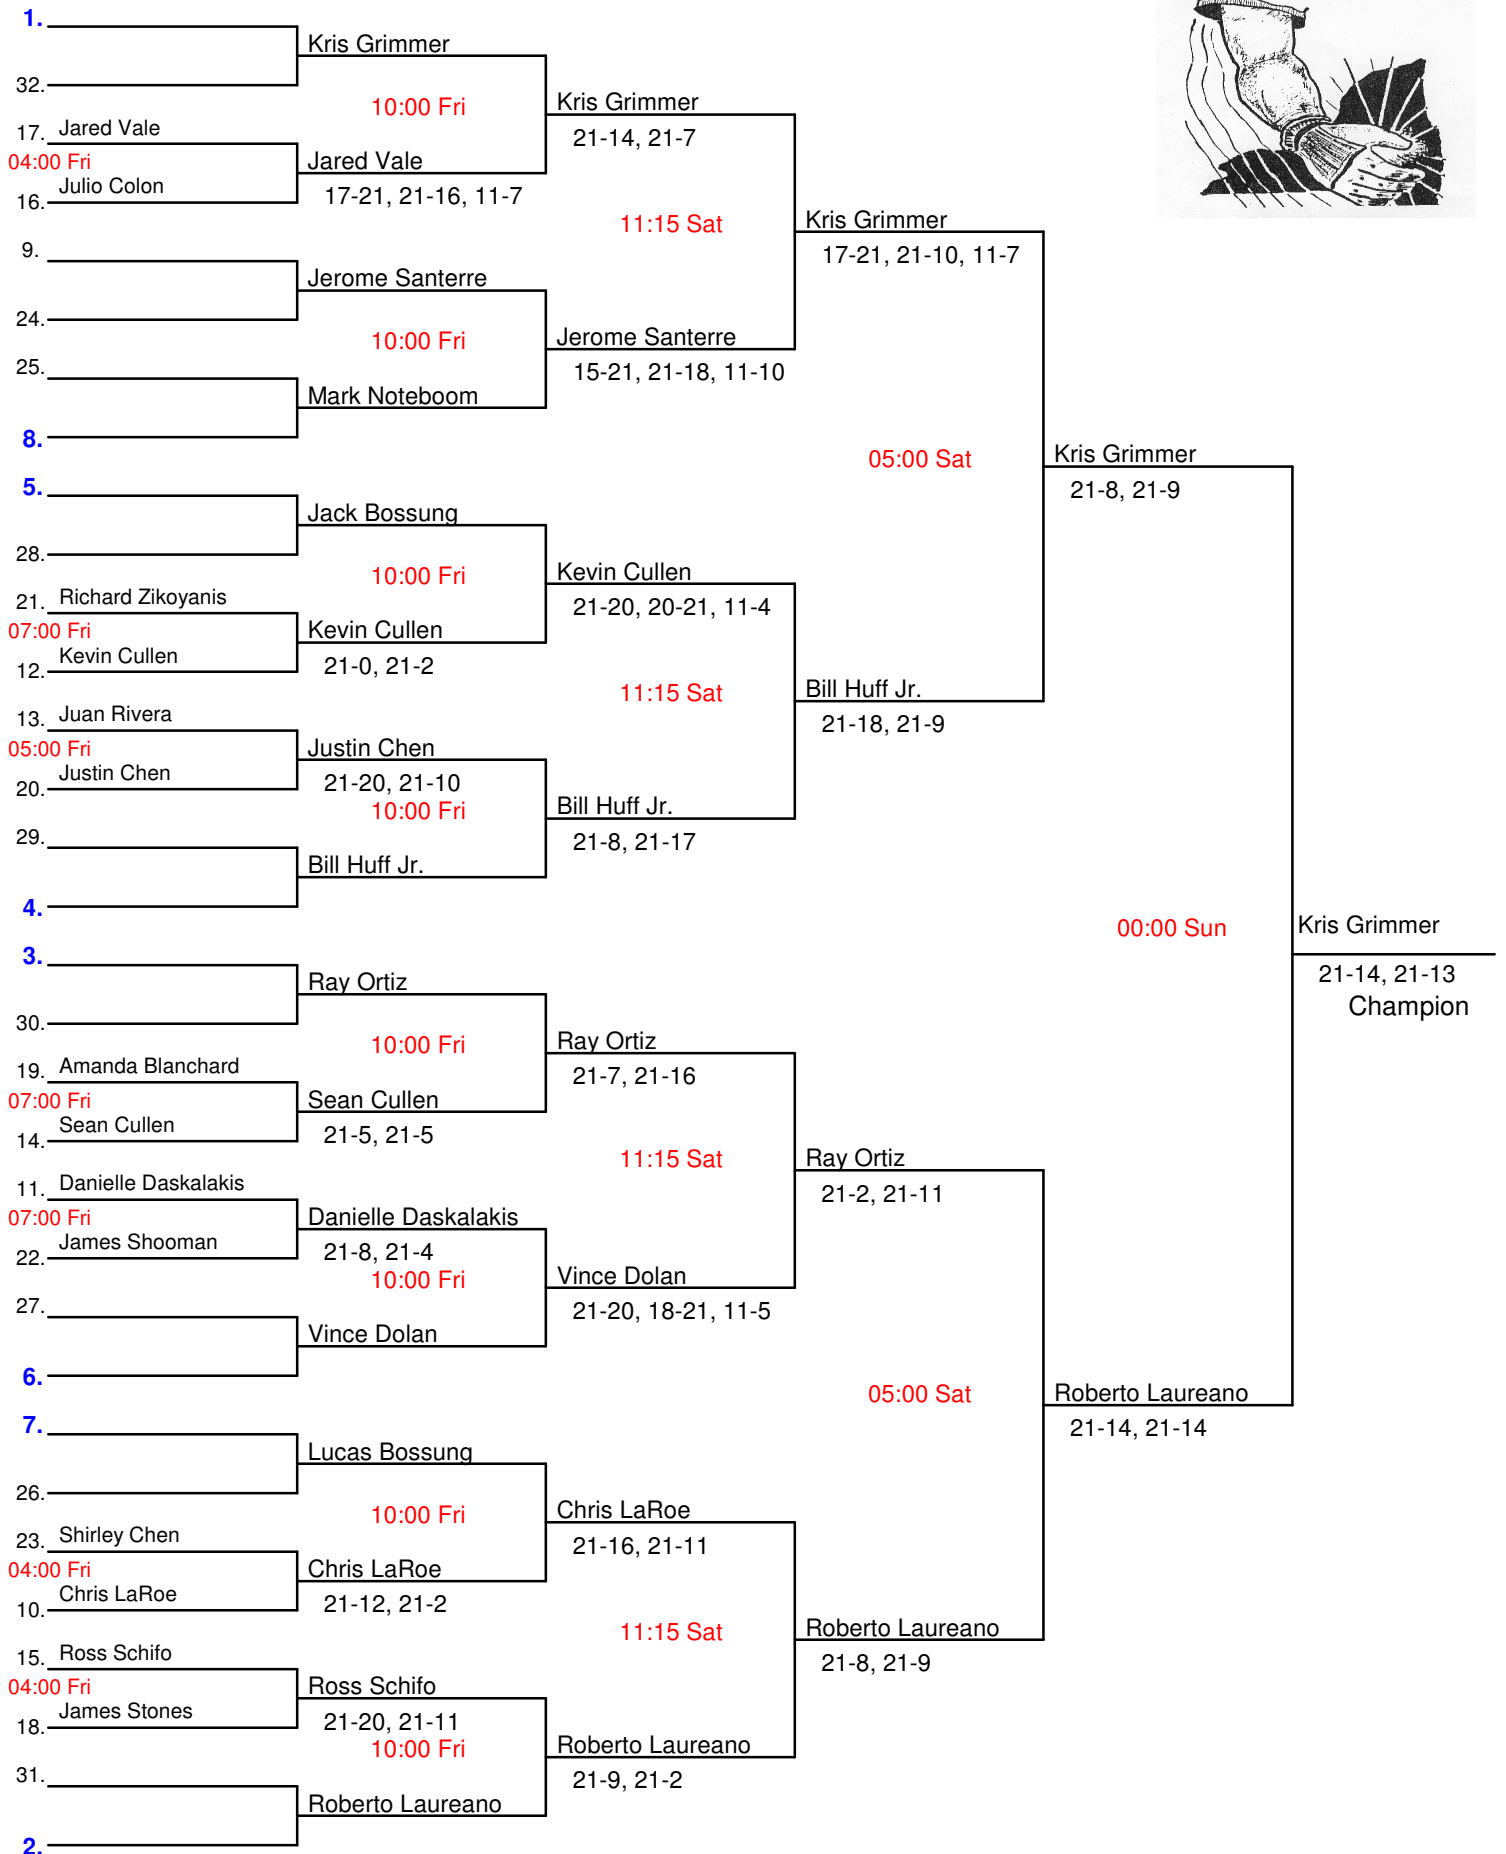 1.
Kris Grimmer
32.
10:00 Fri
Kris Grimmer
21-14, 21-7
17. Jared Vale
04:00 Fri
Jared Vale
Julio Colon
16.
17-21, 21-16, 11-7
11:15 Sat
Kris Grimmer
17-21, 21-10, 11-7
9.
Jerome Santerre
24.
10:00 Fri
Jerome Santerre
15-21, 21-18, 11-10
25.
Mark Noteboom
8.
05:00 Sat
Kris Grimmer
21-8, 21-9
5.
Jack Bossung
28.
10:00 Fri
Kevin Cullen
21-20, 20-21, 11-4
21. Richard Zikoyanis
07:00 Fri
Kevin Cullen
Kevin Cullen
12.
21-0, 21-2
11:15 Sat
Bill Huff Jr.
21-18, 21-9
13. Juan Rivera
05:00 Fri
Justin Chen
Justin Chen
20.
21-20, 21-10
10:00 Fri
Bill Huff Jr.
21-8, 21-17
29.
Bill Huff Jr.
4.
00:00 Sun
Kris Grimmer
21-14, 21-13
Champion
3.
Ray Ortiz
30.
10:00 Fri
Ray Ortiz
21-7, 21-16
19. Amanda Blanchard
07:00 Fri
Sean Cullen
Sean Cullen
14.
21-5, 21-5
11:15 Sat
Ray Ortiz
21-2, 21-11
11. Danielle Daskalakis
07:00 Fri
Danielle Daskalakis
James Shooman
22.
21-8, 21-4
10:00 Fri
Vince Dolan
21-20, 18-21, 11-5
27.
Vince Dolan
6.
05:00 Sat
Roberto Laureano
21-14, 21-14
7.
Lucas Bossung
26.
10:00 Fri
Chris LaRoe
21-16, 21-11
23. Shirley Chen
04:00 Fri
Chris LaRoe
Chris LaRoe
10.
21-12, 21-2
11:15 Sat
Roberto Laureano
21-8, 21-9
15. Ross Schifo
04:00 Fri
Ross Schifo
James Stones
18.
21-20, 21-11
10:00 Fri
Roberto Laureano
21-9, 21-2
31.
Roberto Laureano
2.